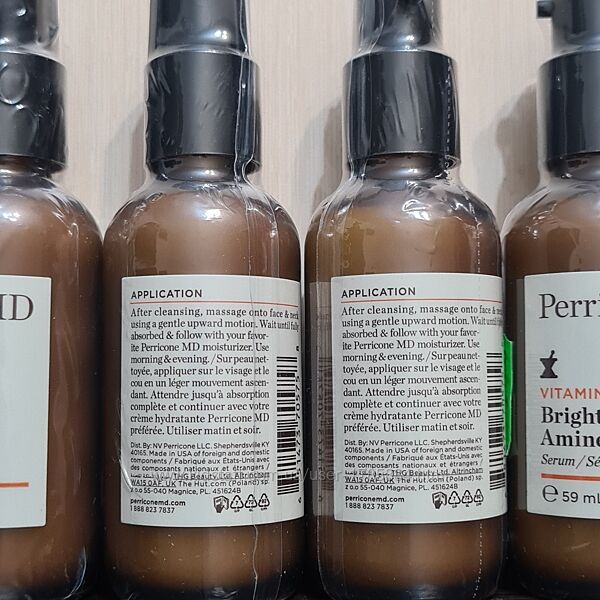 MD
APPLICATION
After cleansing, massage onto face & neck
using a gentle upward motion. Wait until fully
absorbed & follow with your favor-
ite Perricone MD moisturizer. Use
morning & evening. / Sur peau net-
toyée, appliquer sur le visage et le
cou en un léger mouvement ascen-
dant. Attendre jusqu'à absorption
complète et continuer avec votre
crème hydratante Perricone MD
préférée. Utiliser matin et soir.
Dist. By: NV Perricone LLC, Shepherdsville KY
40165. Made in USA of foreign and domestic
components / Fabriqué aux États-Unis avec
des composants nationaux et étrangers /
THG Beauty Ltd, Altrincham
WA15 0AF, UK The Hut.com (Poland) sp.
z o.o 55-040 Magnice, PL. 451624B
perriconemd.com
1 888 823 7837
APPLICATION
After cleansing, massage onto face & neck
using a gentle upward motion. Wait until fully
absorbed & follow with your favor-
ite Perricone MD moisturizer. Use
morning & evening. / Sur peau net-
toyée, appliquer sur le visage et le
cou en un léger mouvement ascen-
dant. Attendre jusqu'à absorption
complète et continuer avec votre
crème hydratante Perricone MD
préférée. Utiliser matin et soir.
Dist. By: NV Perricone LLC, Shepherdsville KY
40165. Made in USA of foreign and domestic
components / Fabriqué aux États-Unis avec
des composants nationaux et étrangers /
THG Beauty Ltd, Altrincham
WA15 0AF, UK The Hut.com (Poland) sp.
z o.o 55-040 Magnice, PL. 451624B
perriconemd.com
1 888 823 7837
Perri
VITAMIN
Bright
Amine
Serum / Sé
℮ 59 mL